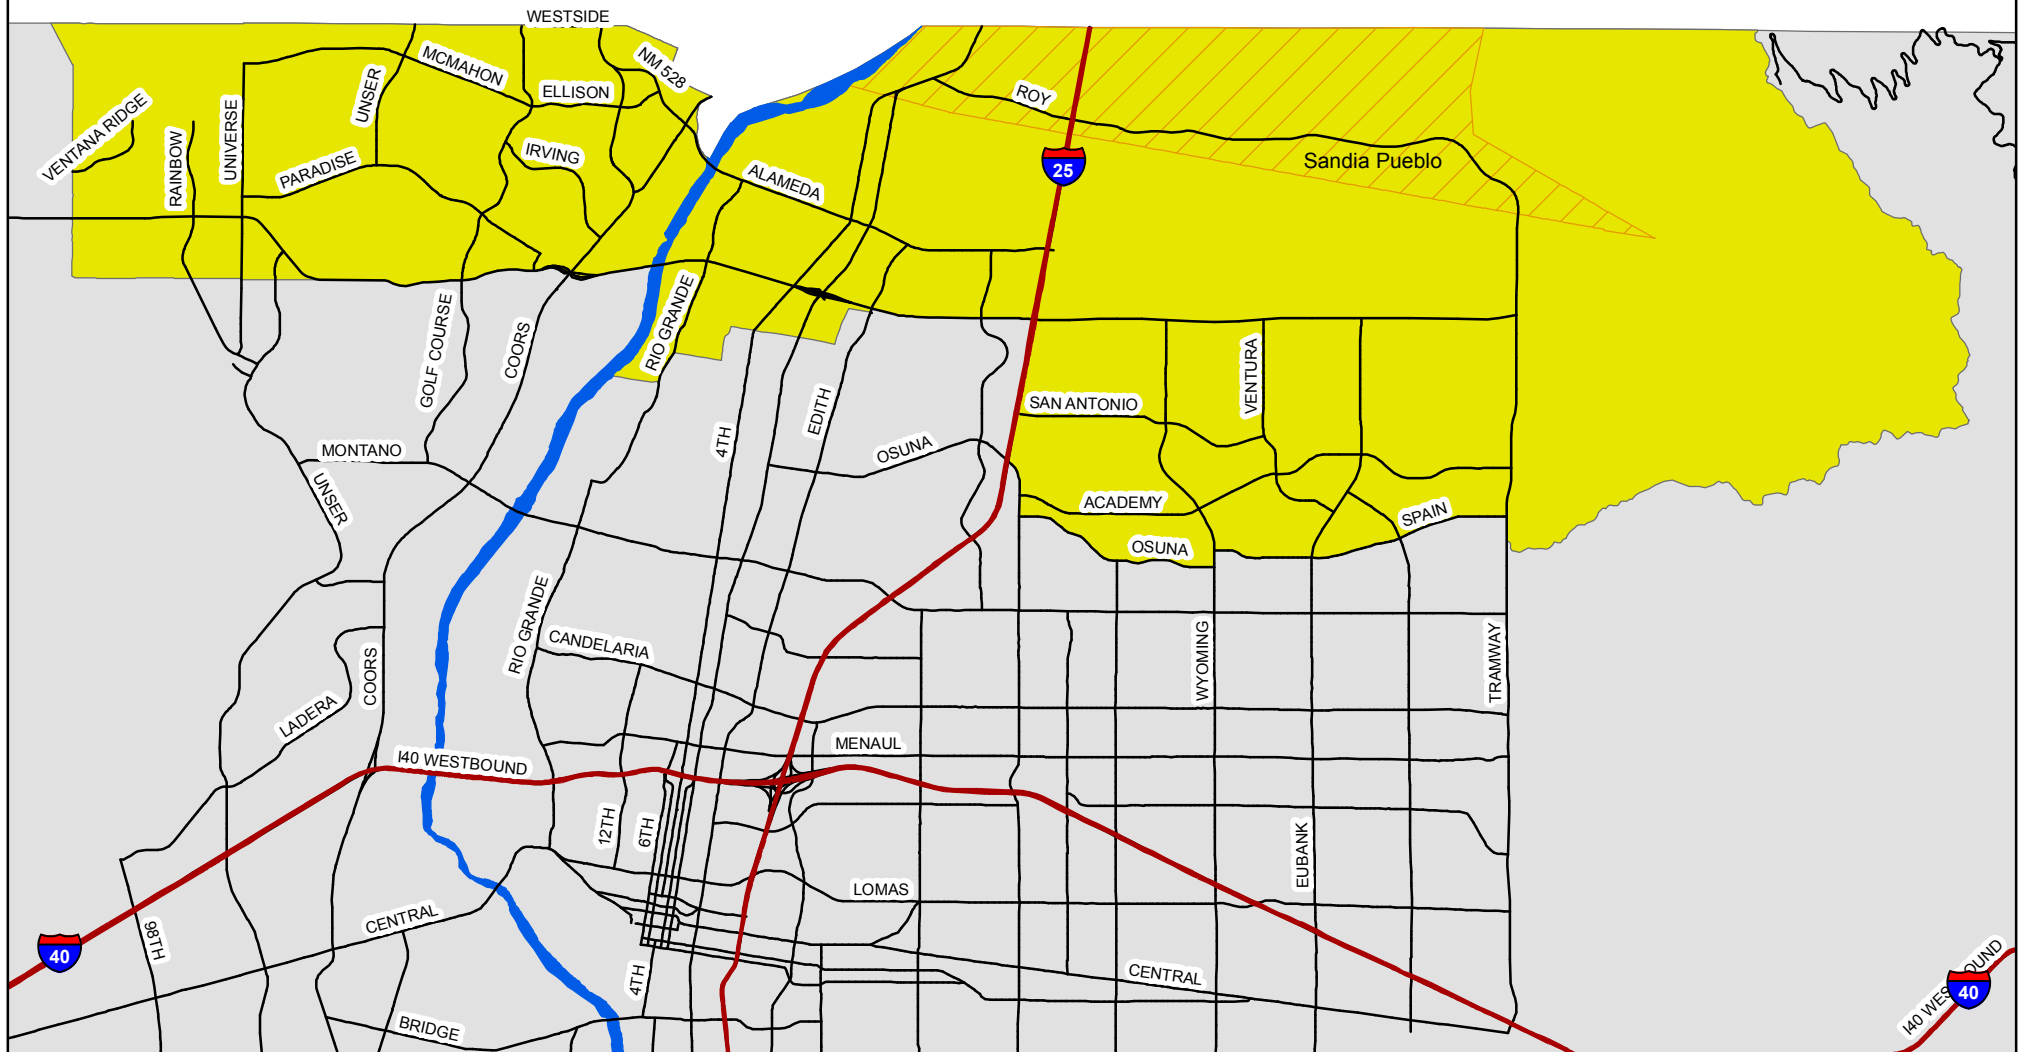 WESTSIDE
MCMAHON
NM 528
UNSER
ELLISON
ROY
VENTANA RIDGE
RAINBOW
UNIVERSE
PARADISE
IRVING
ALAMEDA
25
Sandia Pueblo
GOLF COURSE
COORS
RIO GRANDE
VENTURA
SAN ANTONIO
4TH
EDITH
OSUNA
MONTANO
UNSER
ACADEMY
SPAIN
OSUNA
RIO GRANDE
CANDELARIA
COORS
WYOMING
TRAMWAY
LADERA
I40 WESTBOUND
MENAUL
12TH
6TH
EUBANK
LOMAS
CENTRAL
98TH
40
4TH
CENTRAL
40
BRIDGE